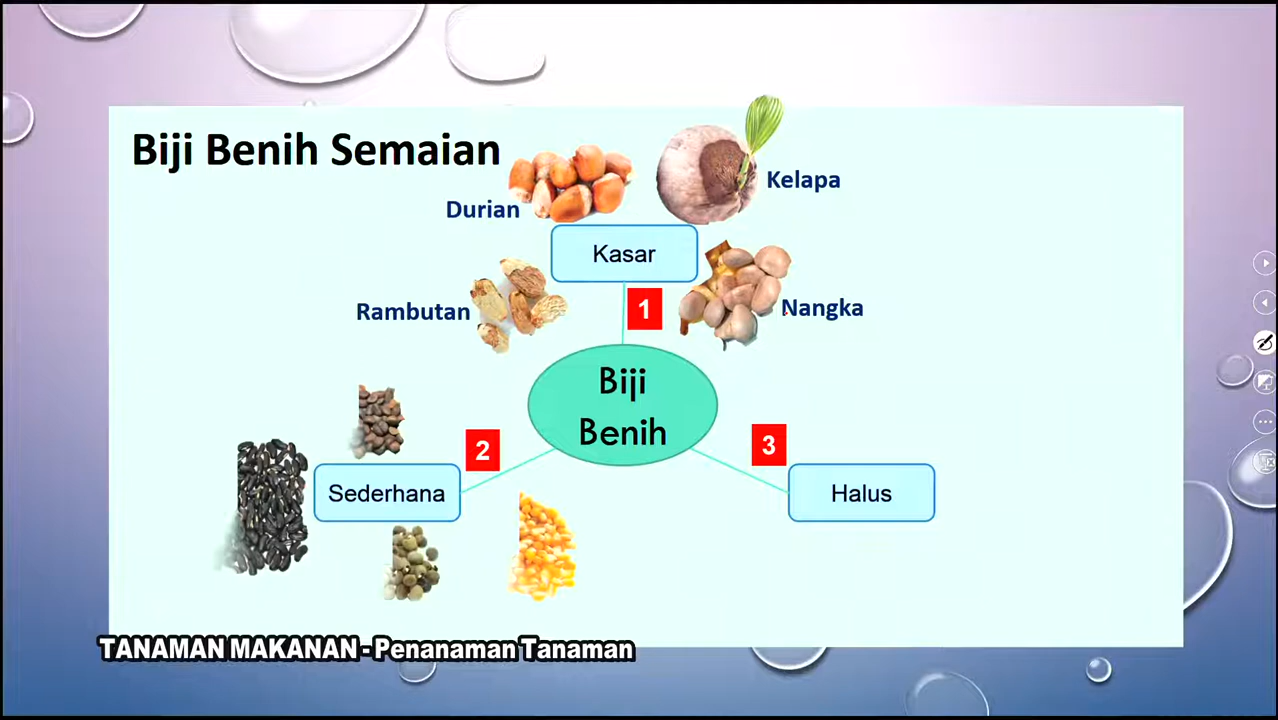 Biji Benih Semaian
Kelapa
Durian
Kasar
Rambutan
1
Nangka
Biji
Benih
2
3
Sederhana
Halus
TANAMAN MAKANAN - Penanaman Tanaman